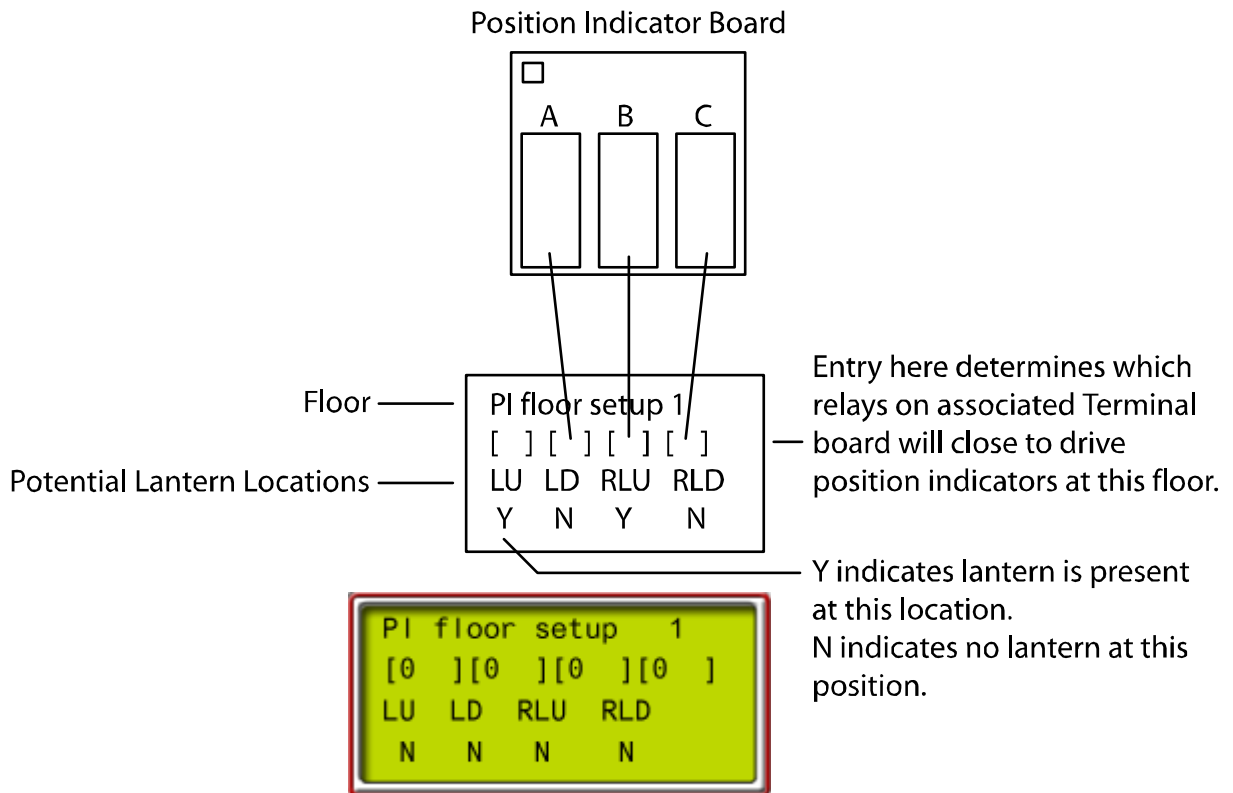 Position Indicator Board
A B C
Floor
PI floor setup 1
[ ] [ ] [ ] [ ]
Potential Lantern Locations
LU LD RLU RLD
Y N Y N
Entry here determines which
relays on associated Terminal
board will close to drive
position indicators at this floor.
Y indicates lantern is present
at this location.
N indicates no lantern at this
position.
PI floor setup 1
[0 ][0 ][0 ][0 ]
LU LD RLU RLD
N N N N